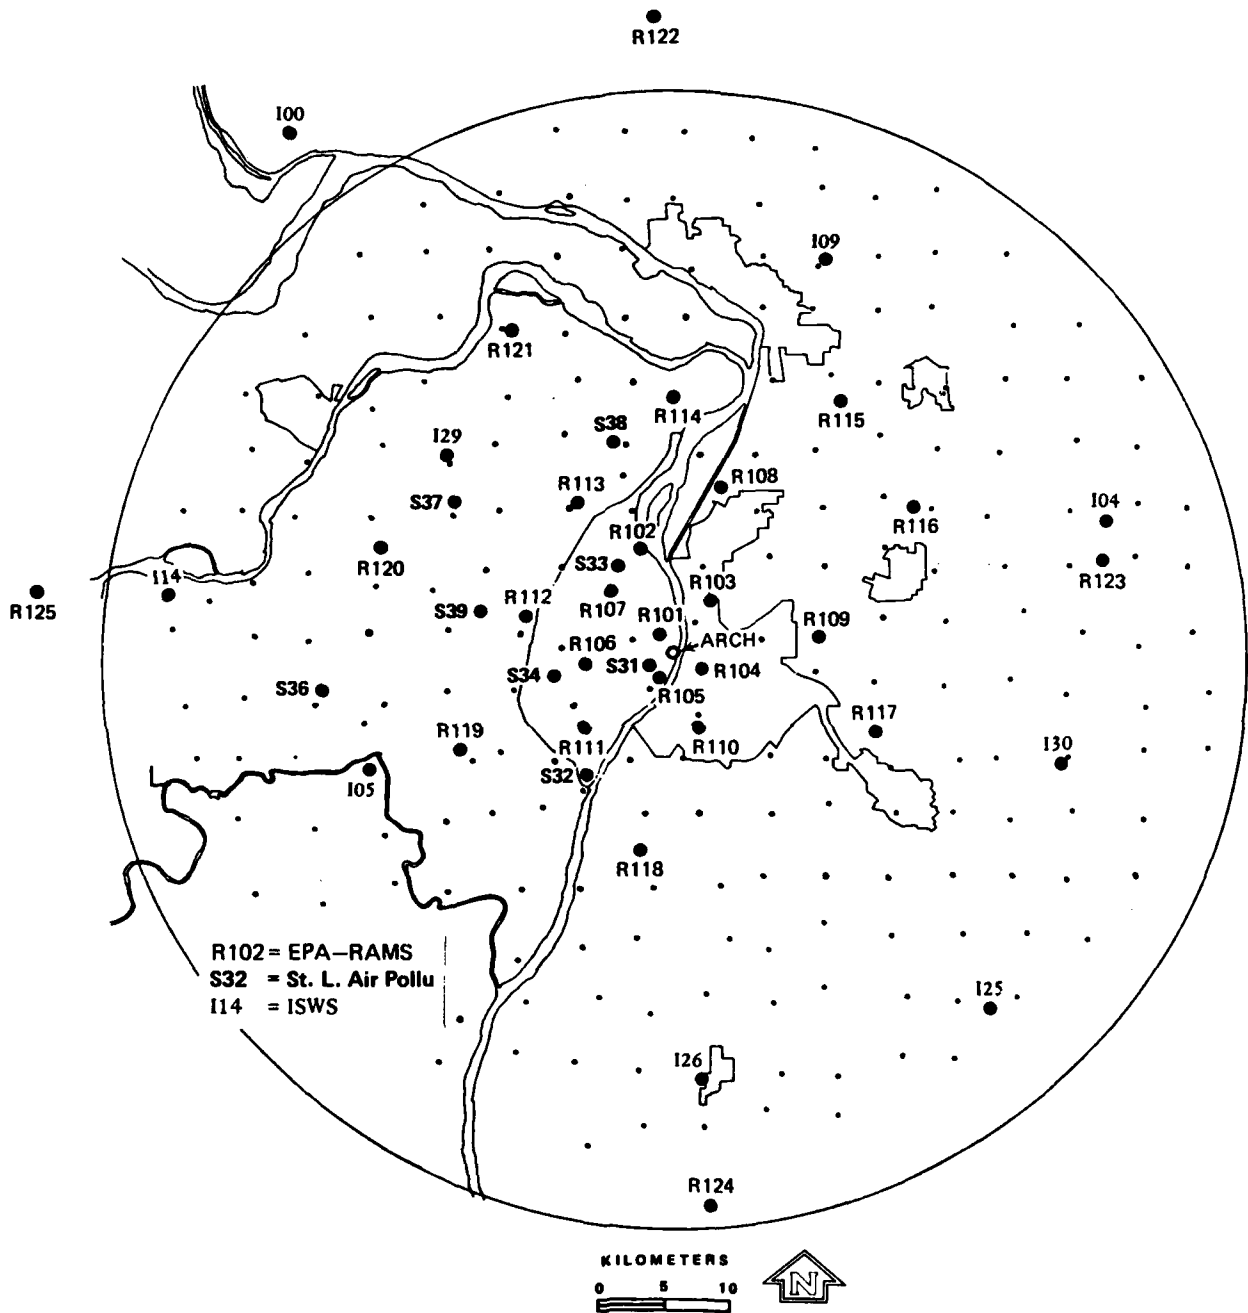 R122
I00
I09
R121
R114
R115
S38
I29
R113
R108
S37
I04
R116
R102
R120
S33
R123
I14
R103
R125
R107
S39
R112
R101
R109
ARCH
R106
S31
R104
S34
R105
S36
R117
R119
R111
R110
I30
S32
I05
R118
R102 = EPA-RAMS
S32 = St. L. Air Pollu
I14 = ISWS
I25
I26
R124
KILOMETERS
0 5 10
N